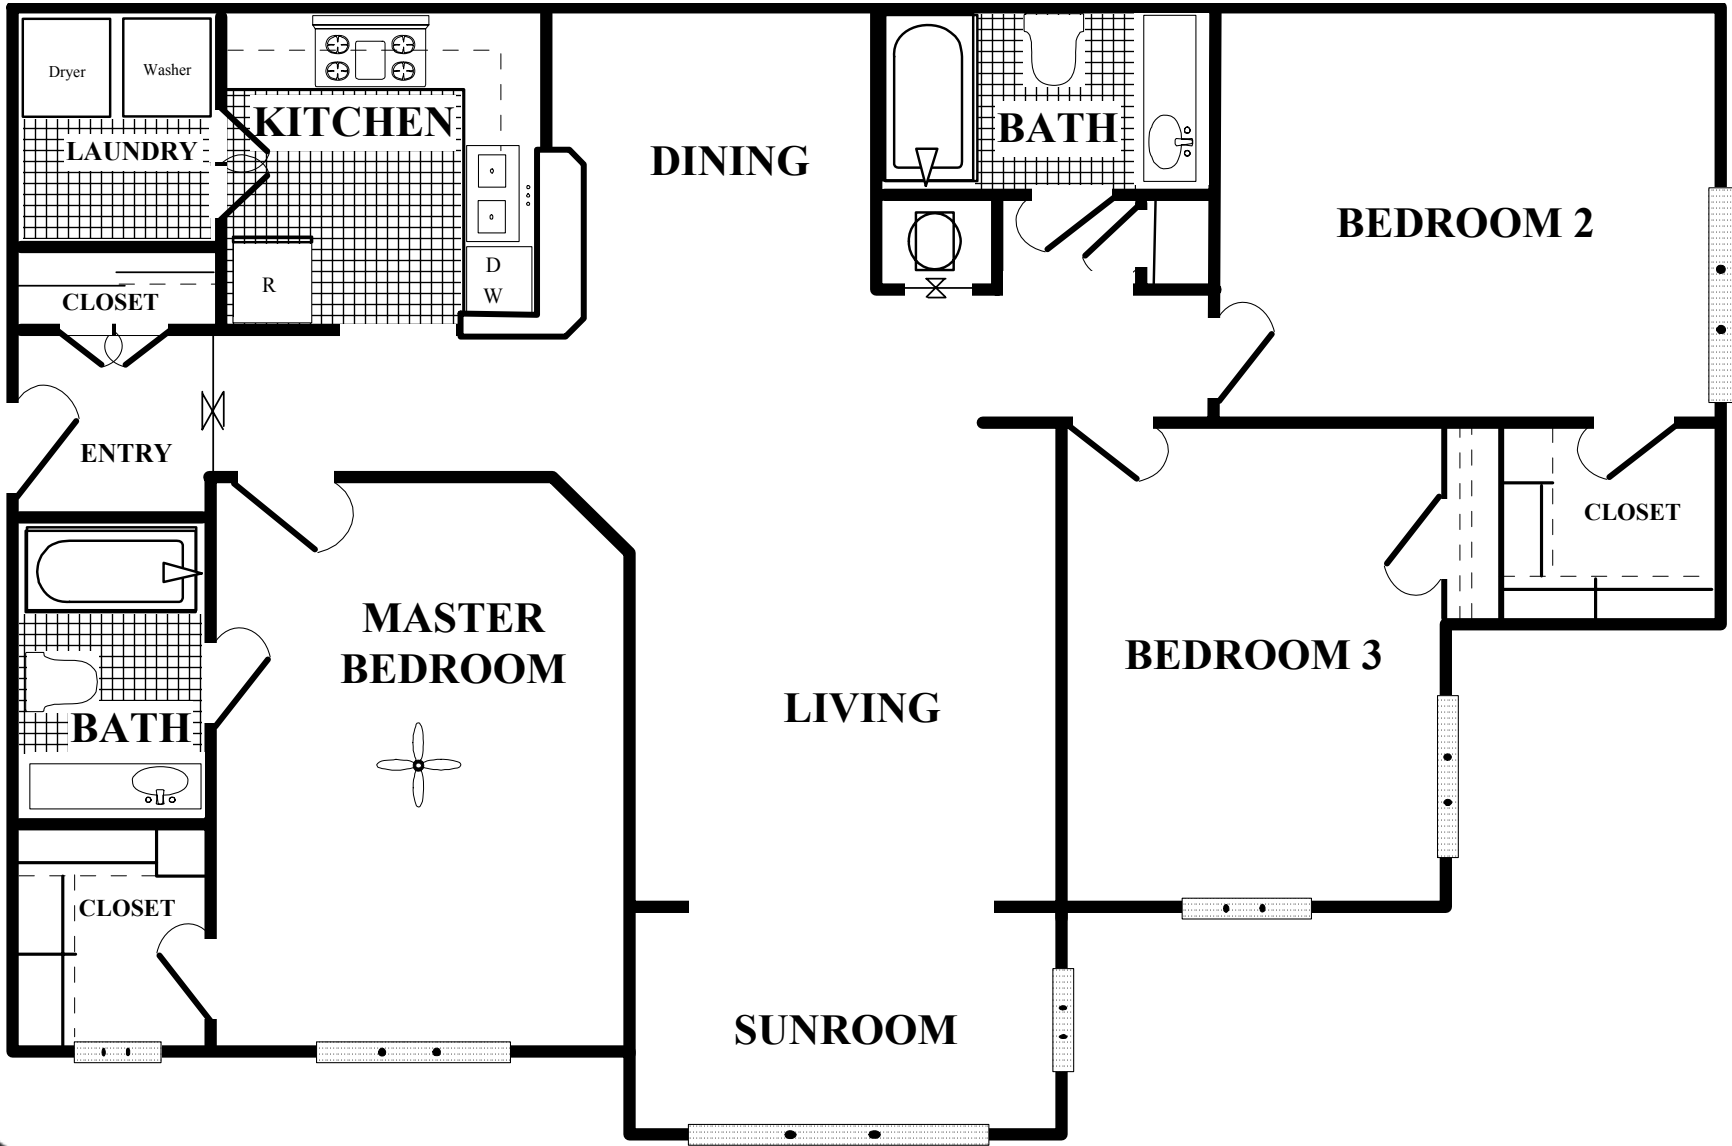 Dryer
Washer
LAUNDRY
KITCHEN
DINING
BATH
BEDROOM 2
R
D
W
CLOSET
ENTRY
CLOSET
MASTER
BEDROOM
BEDROOM 3
LIVING
BATH
CLOSET
SUNROOM